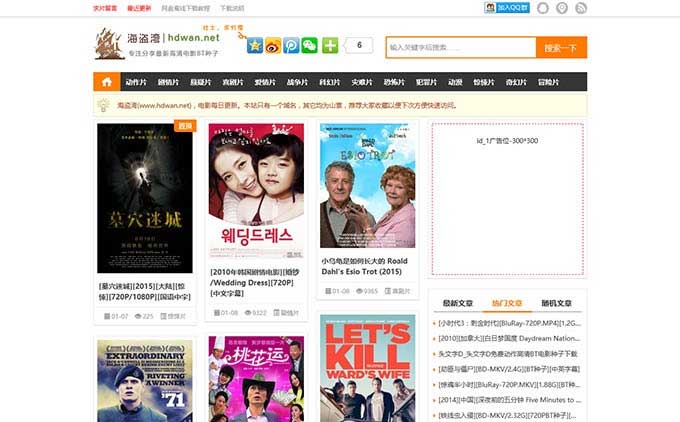 求片留言 最近更新 网盘离线下载教程 下载说明
加入QQ群
海盗湾 | hdwan.net
专注分享最新高清电影BT种子
6
输入关键字后搜索......
搜索一下
动作片 剧情片 悬疑片 喜剧片 爱情片 战争片 科幻片 灾难片 恐怖片 犯罪片 动漫 惊悚片 奇幻片 冒险片
海盗湾(www.hdwan.net)，电影每日更新。本站只有一个域名，其它均为山寨，推荐大家收藏以便下次方便快速访问。
置顶
墓穴迷城
[墓穴迷城][2015][大陆][惊
悚][720P/1080P][国语中字]
01-07 225 惊悚片
웨딩드레스
[2010年韩国剧情电影][婚纱
/Wedding Dress][720P]
[中文字幕]
01-08 9322 剧情片
ESIO TROT
小乌龟是如何长大的 Roald
Dahl's Esio Trot (2015)
01-08 9365 喜剧片
id_1广告位-300*300
最新文章 热门文章 随机文章
[小时代3：刺金时代][BluRay-720P.MP4][1.2G...
[2010][加拿大][白日梦国度 Daydream Nation...
头文字D_头文字D免费动作高清BT电影种子下载
[BD-MKV/2.4G][BT种子][中英字幕]
[惊魂半小时][BluRay-720P.MKV][1.88G][BT种...
[2014][中国][深夜前的五分钟 Five Minutes to ...
[铁线虫入侵][BD-MKV/2.32G][720PBT种子]...
EXTRAORDINARY
RIVETING
A WINNER
'71
桃花运
LET'S
KILL
WARD'S WIFE